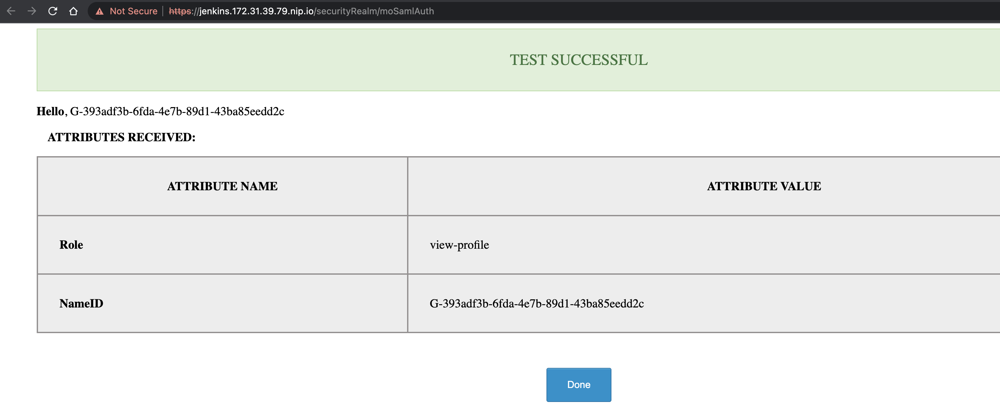 Not Secure | https://jenkins.172.31.39.79.nip.io/securityRealm/moSamlAuth
TEST SUCCESSFUL
Hello, G-393adf3b-6fda-4e7b-89d1-43ba85eedd2c
ATTRIBUTES RECEIVED:
ATTRIBUTE NAME ATTRIBUTE VALUE
Role view-profile
NameID G-393adf3b-6fda-4e7b-89d1-43ba85eedd2c
Done